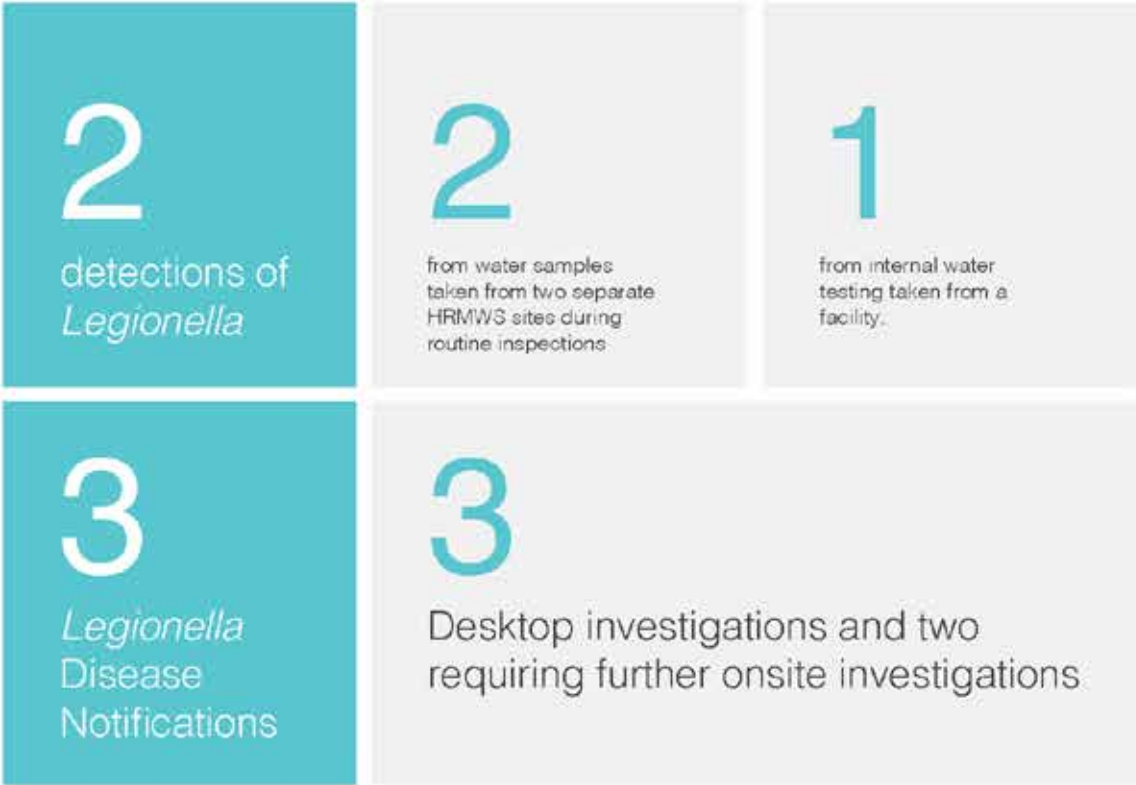 2
detections of
Legionella
2
from water samples
taken from two separate
HRMWS sites during
routine inspections
1
from internal water
testing taken from a
facility.
3
Legionella
Disease
Notifications
3
Desktop investigations and two
requiring further onsite investigations